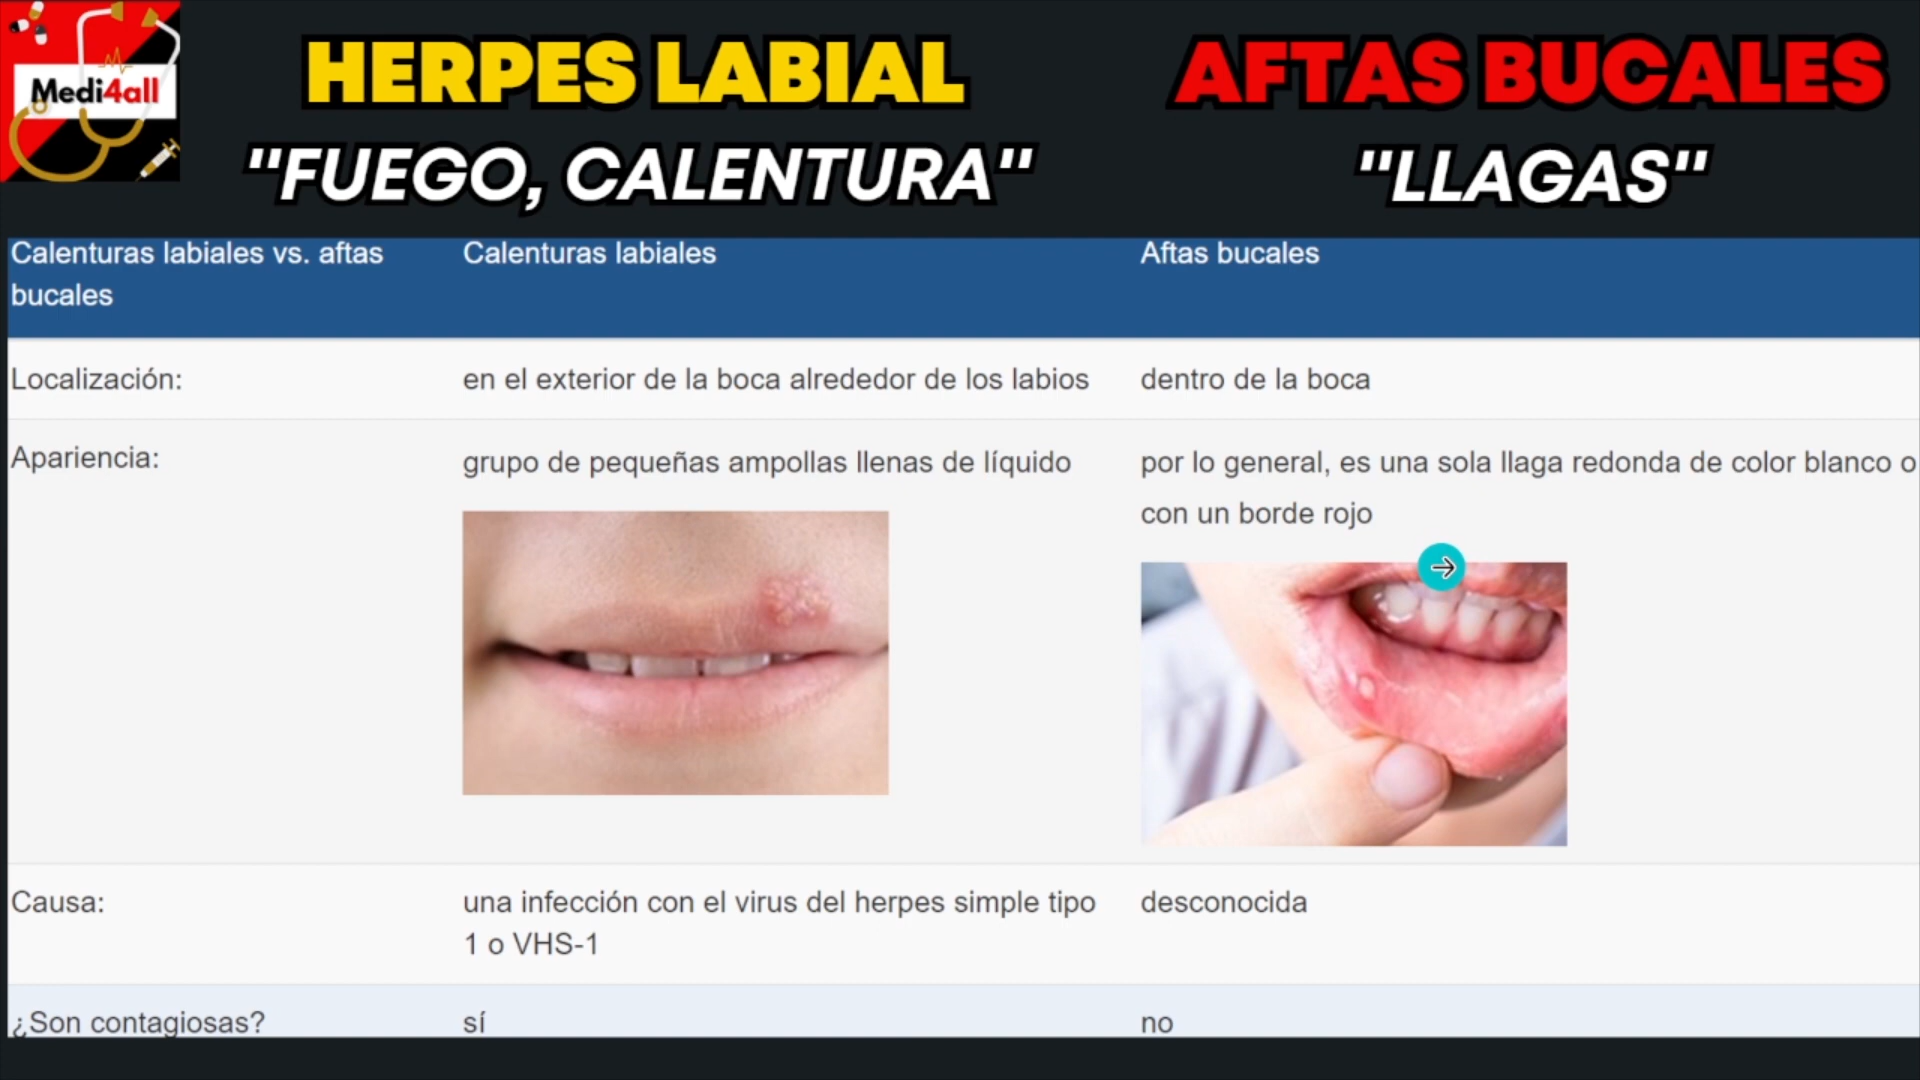 Medi4all
HERPES LABIAL
"FUEGO, CALENTURA"
AFTAS BUCALES
"LLAGAS"
Calenturas labiales vs. aftas
bucales
Calenturas labiales
Aftas bucales
Localización:
en el exterior de la boca alrededor de los labios
dentro de la boca
Apariencia:
grupo de pequeñas ampollas llenas de líquido
por lo general, es una sola llaga redonda de color blanco o
con un borde rojo
Causa:
una infección con el virus del herpes simple tipo
1 o VHS-1
desconocida
¿Son contagiosas?
sí
no